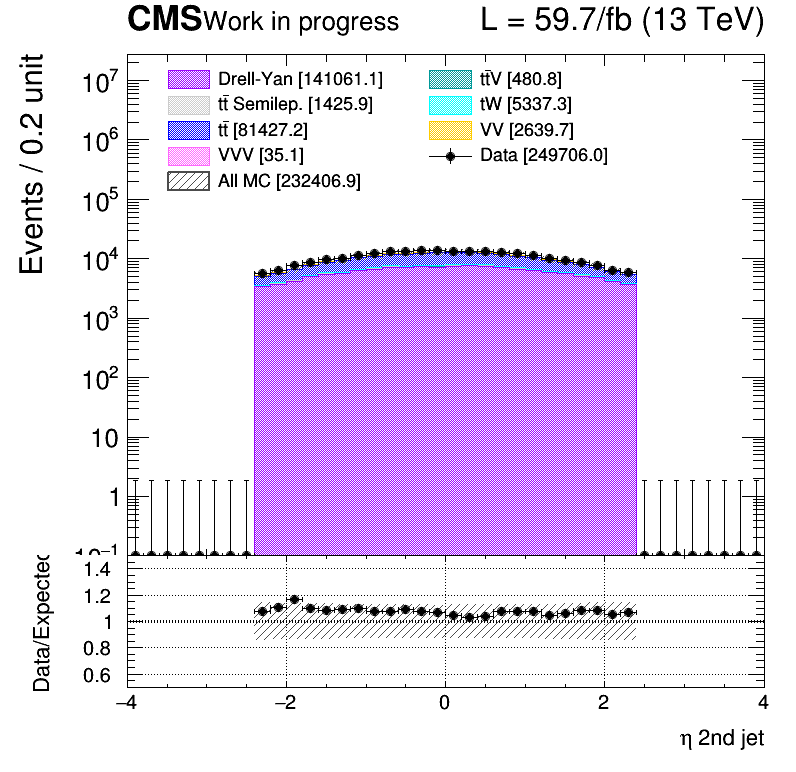 CMS Work in progress L = 59.7/fb (13 TeV)
Events / 0.2 unit
Drell-Yan [141061.1]
tt̄ Semilep. [1425.9]
tt̄ [81427.2]
VVV [35.1]
All MC [232406.9]
tt̄V [480.8]
tW [5337.3]
VV [2639.7]
Data [249706.0]
10⁷
10⁶
10⁵
10⁴
10³
10²
10
1
10⁻¹
Data/Expected
1.4
1.2
1
0.8
0.6
−4 −2 0 2 4
η 2nd jet